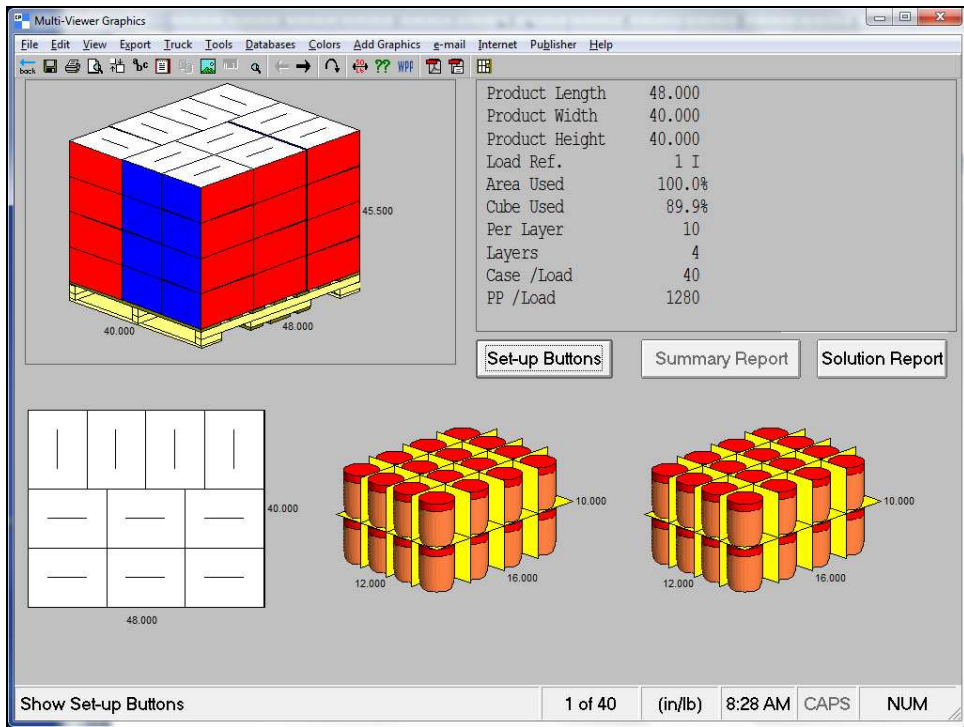 Multi-Viewer Graphics
File Edit View Export Truck Tools Databases Colors Add Graphics e-mail Internet Publisher Help
back abc ?? WPF
45.500
40.000
48.000
Product Length 48.000
Product Width 40.000
Product Height 40.000
Load Ref. 1 I
Area Used 100.0%
Cube Used 89.9%
Per Layer 10
Layers 4
Case /Load 40
PP /Load 1280
Set-up Buttons Summary Report Solution Report
40.000
48.000
10.000
12.000
16.000
10.000
12.000
16.000
Show Set-up Buttons 1 of 40 (in/lb) 8:28 AM CAPS NUM